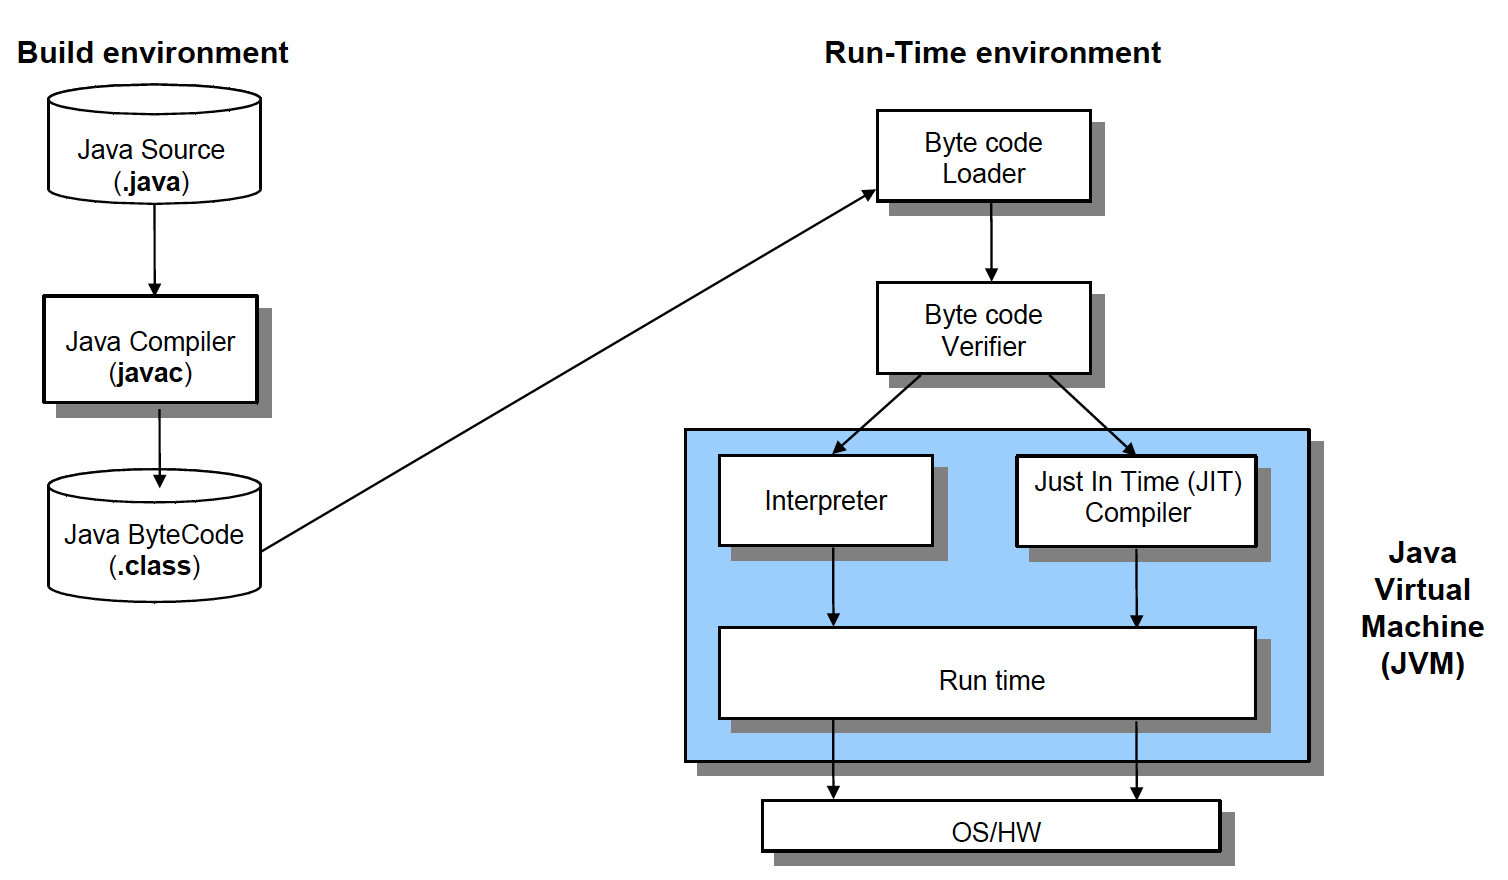 Build environment
Java Source
(.java)
Java Compiler
(javac)
Java ByteCode
(.class)
Run-Time environment
Byte code
Loader
Byte code
Verifier
Interpreter
Just In Time (JIT)
Compiler
Run time
OS/HW
Java
Virtual
Machine
(JVM)